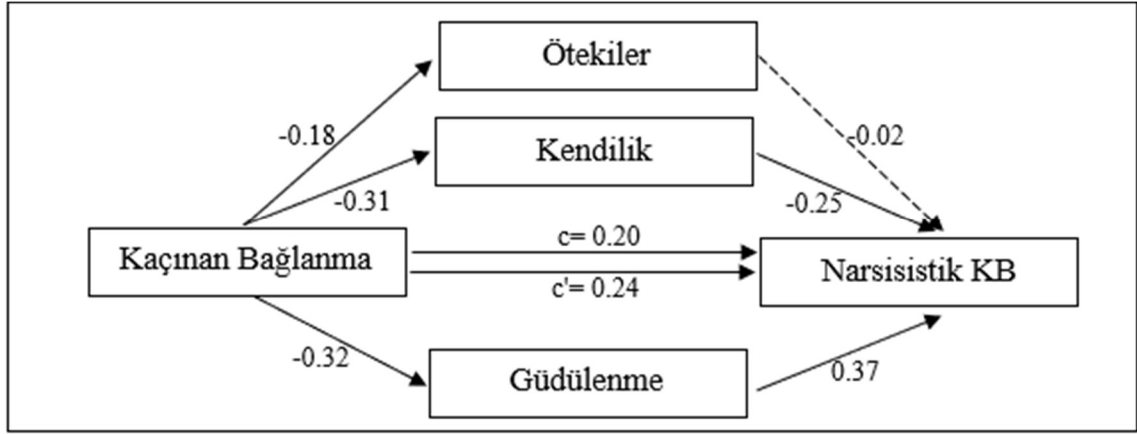 Ötekiler
-0.18
-0.02
Kendilik
-0.31
-0.25
Kaçınan Bağlanma
c= 0.20
c'= 0.24
Narsisistik KB
-0.32
Güdülenme
0.37